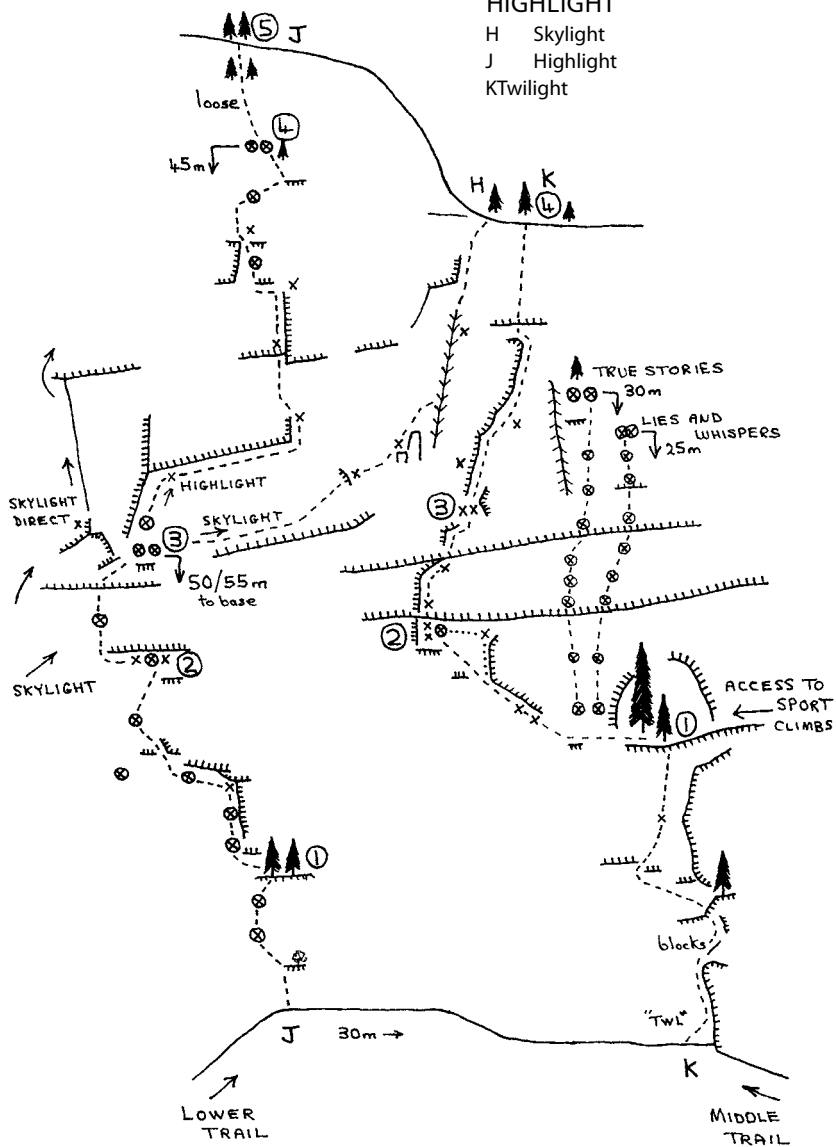 HIGHLIGHT
H Skylight
J Highlight
KTwilight
5 J
loose
4
45m
H K
4
TRUE STORIES
30m
LIES AND
WHISPERS
25m
HIGHLIGHT
SKYLIGHT
DIRECT
3 SKYLIGHT
3
50/55m
to base
2
2
SKYLIGHT
ACCESS TO
SPORT
CLIMBS
1
1
blocks
"TWL"
J 30m
K
LOWER
TRAIL
MIDDLE
TRAIL